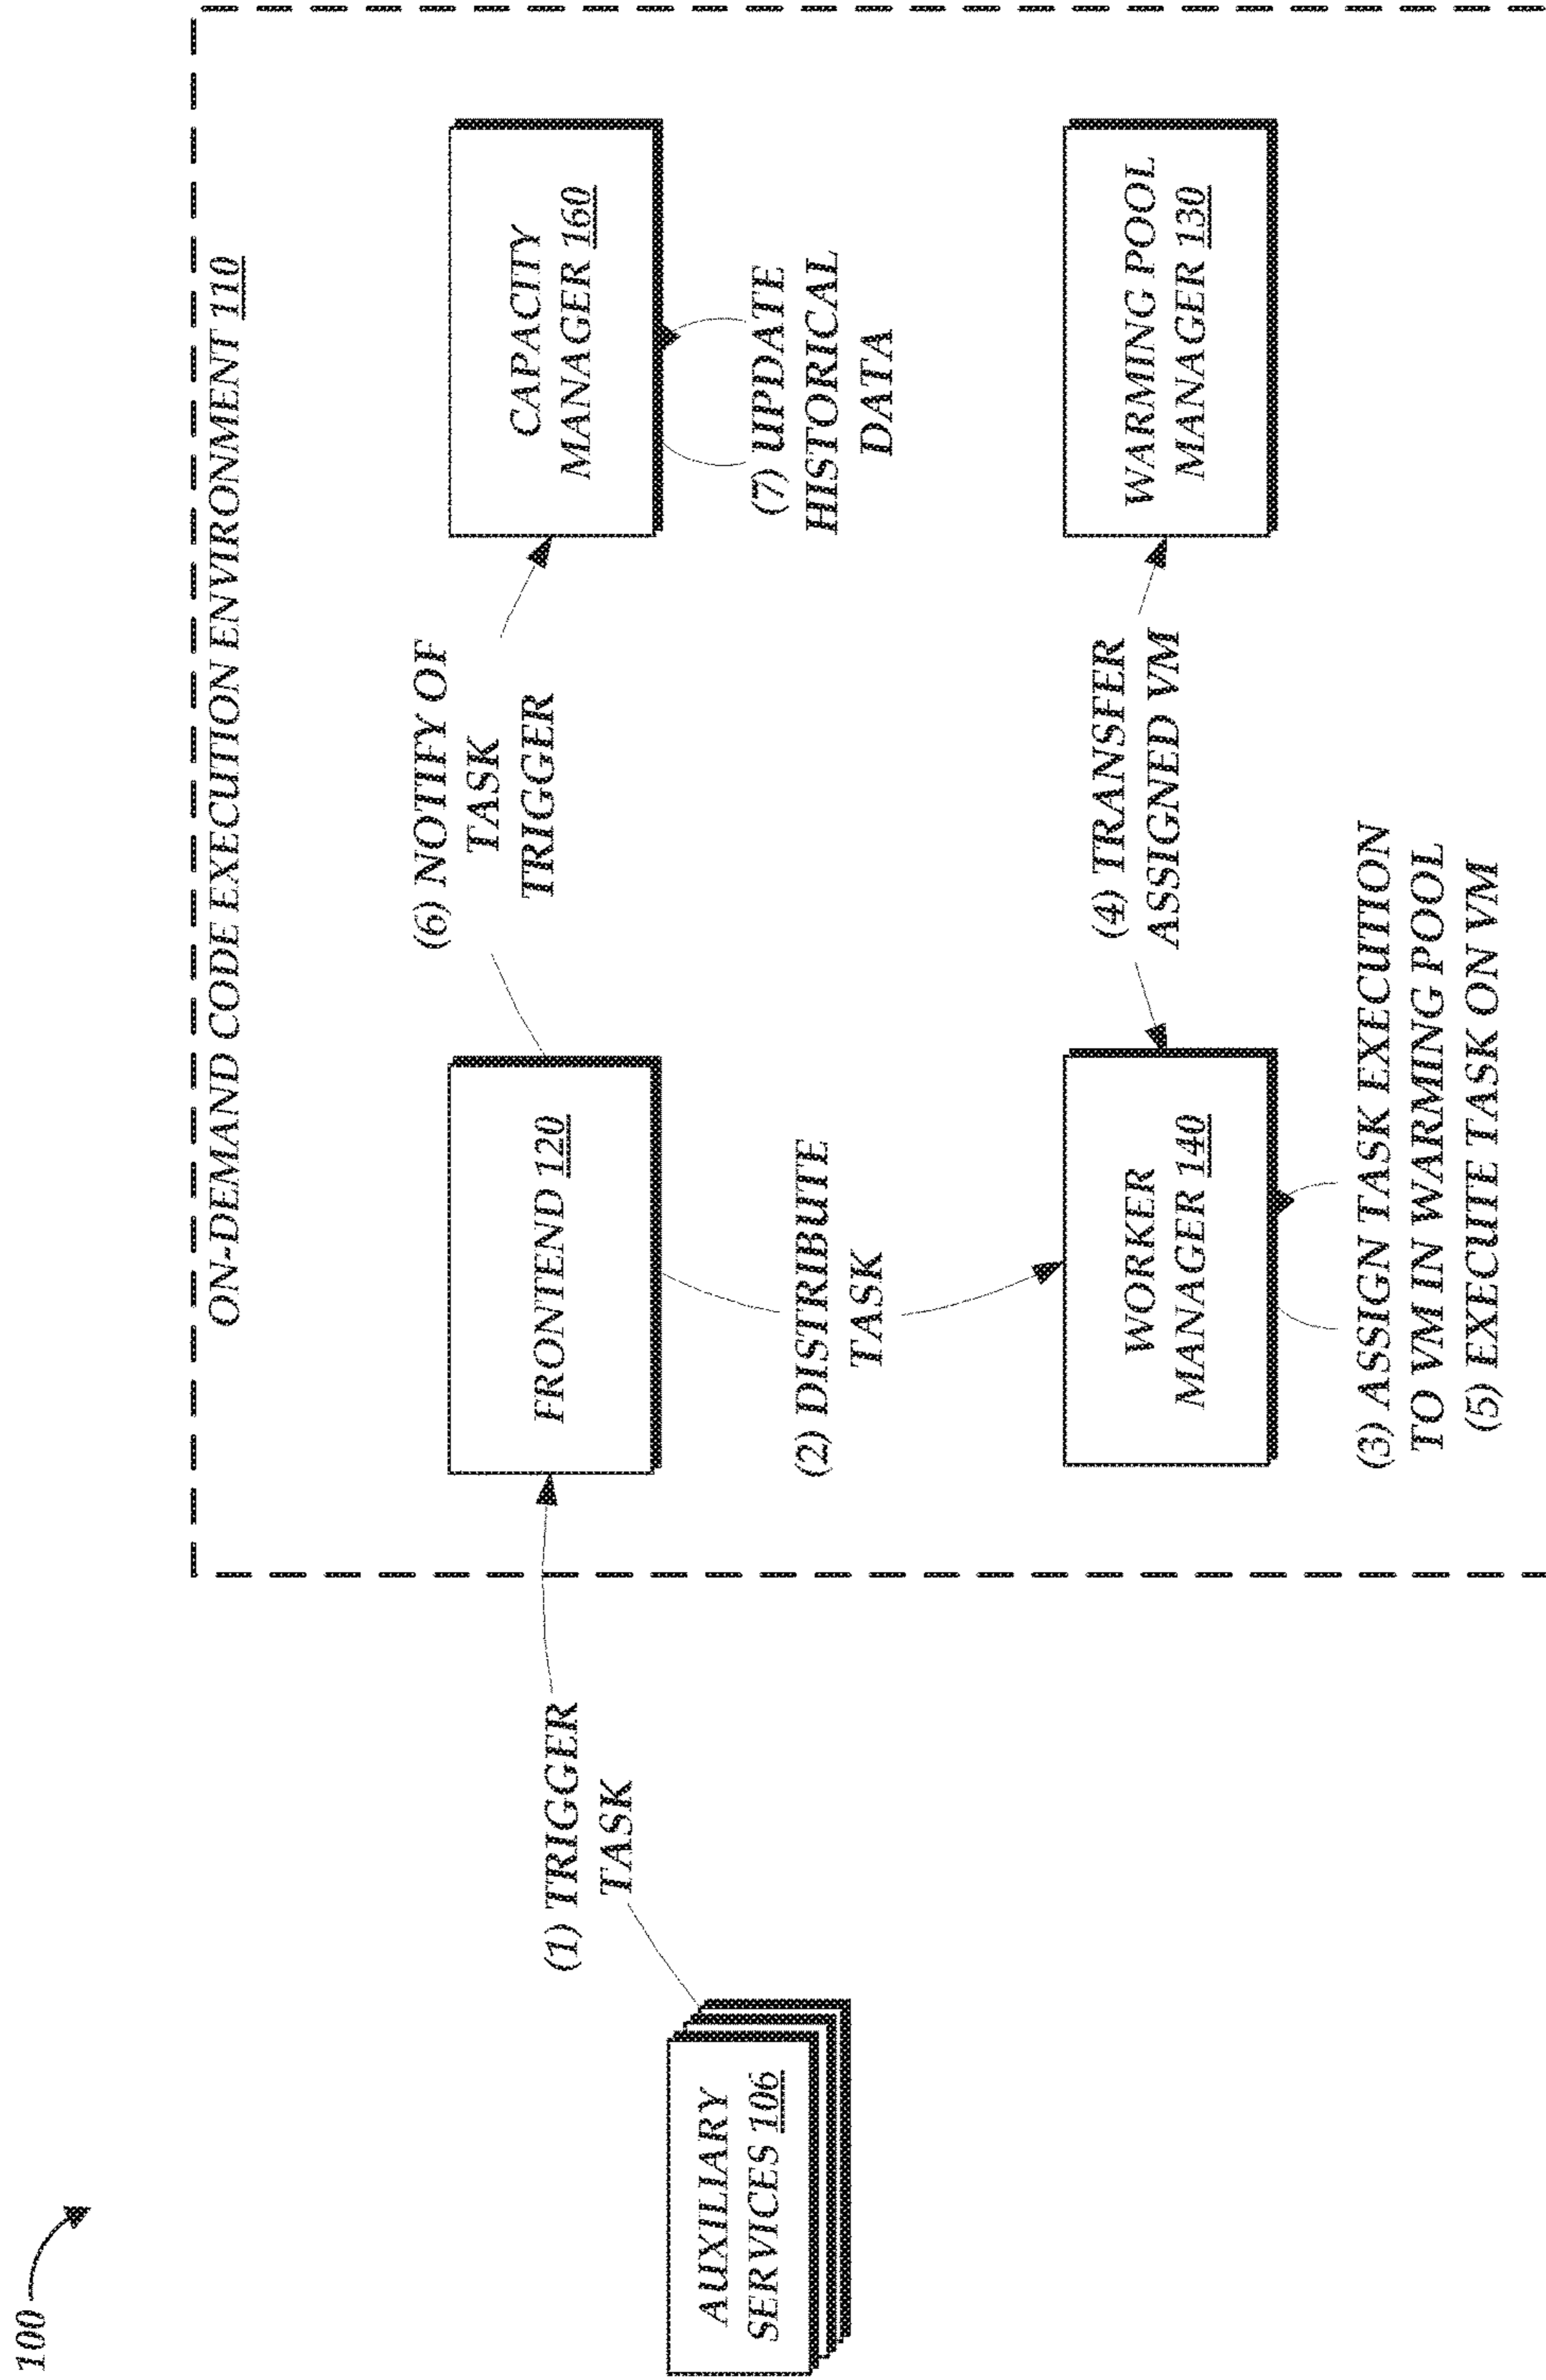 100
ON-DEMAND CODE EXECUTION ENVIRONMENT 110
AUXILIARY
SERVICES 106
(1) TRIGGER
TASK
FRONTEND 120
(6) NOTIFY OF
TASK
TRIGGER
CAPACITY
MANAGER 160
(7) UPDATE
HISTORICAL
DATA
(2) DISTRIBUTE
TASK
WORKER
MANAGER 140
(4) TRANSFER
ASSIGNED VM
WARMING POOL
MANAGER 130
(3) ASSIGN TASK EXECUTION
TO VM IN WARMING POOL
(5) EXECUTE TASK ON VM